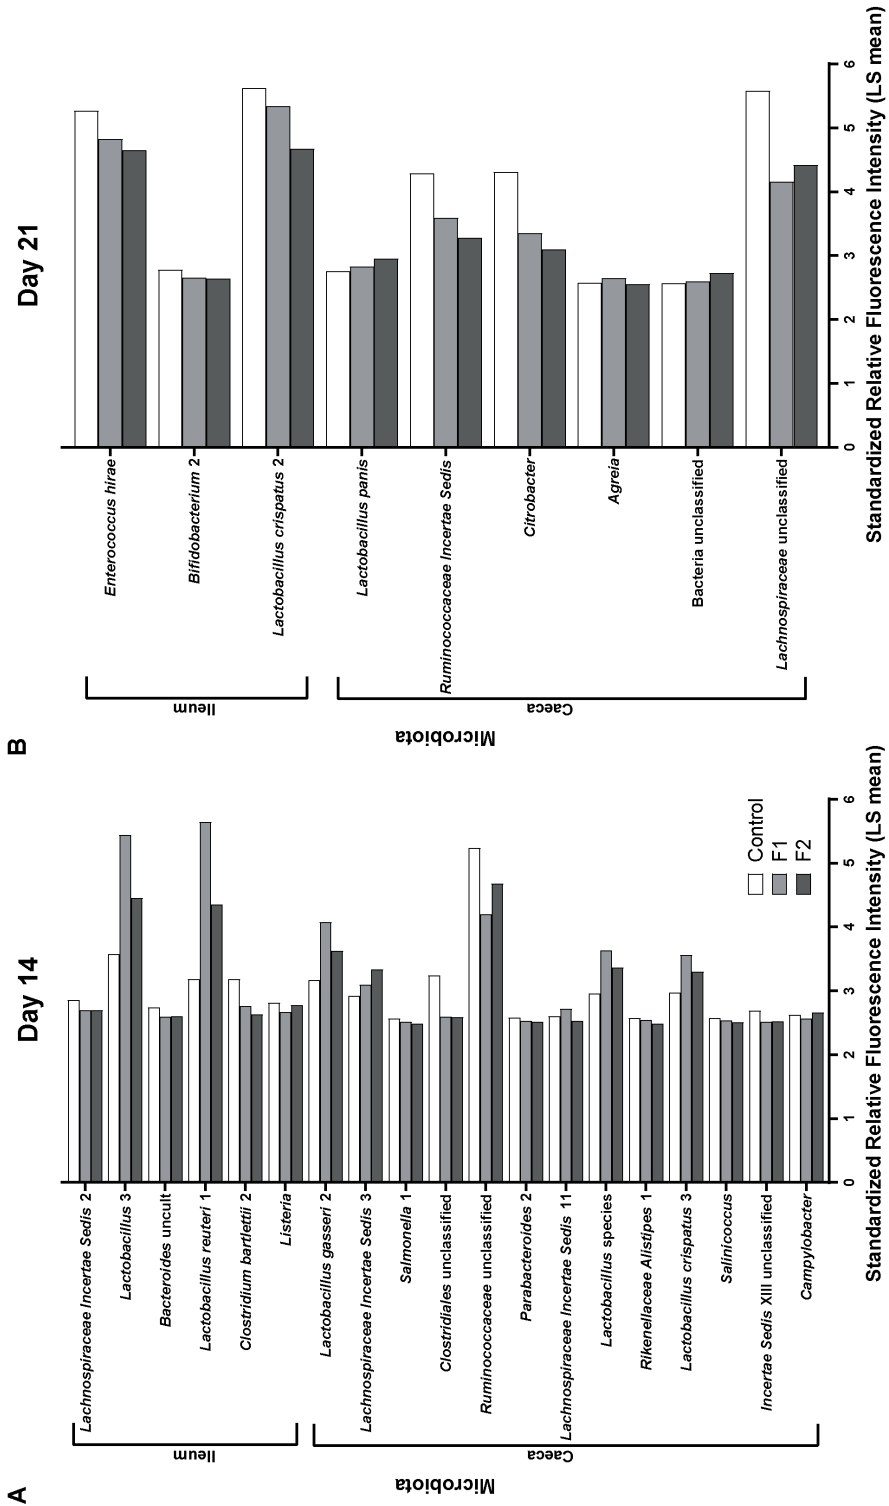 A
Day 14
Microbiota
Ileum
Lachnospiraceae Incertae Sedis 2
Lactobacillus 3
Bacteroides uncult
Lactobacillus reuteri 1
Clostridium bartlettii 2
Listeria
Caeca
Lactobacillus gasseri 2
Lachnospiraceae Incertae Sedis 3
Salmonella 1
Clostridiales unclassified
Ruminococcaceae unclassified
Parabacteroides 2
Lachnospiraceae Incertae Sedis 11
Lactobacillus species
Rikenellaceae Alistipes 1
Lactobacillus crispatus 3
Salinicoccus
Incertae Sedis XIII unclassified
Campylobacter
Control
F1
F2
0 1 2 3 4 5 6
Standardized Relative Fluorescence Intensity (LS mean)
B
Day 21
Microbiota
Ileum
Enterococcus hirae
Bifidobacterium 2
Lactobacillus crispatus 2
Caeca
Lactobacillus panis
Ruminococcaceae Incertae Sedis
Citrobacter
Agreia
Bacteria unclassified
Lachnospiraceae unclassified
0 1 2 3 4 5 6
Standardized Relative Fluorescence Intensity (LS mean)